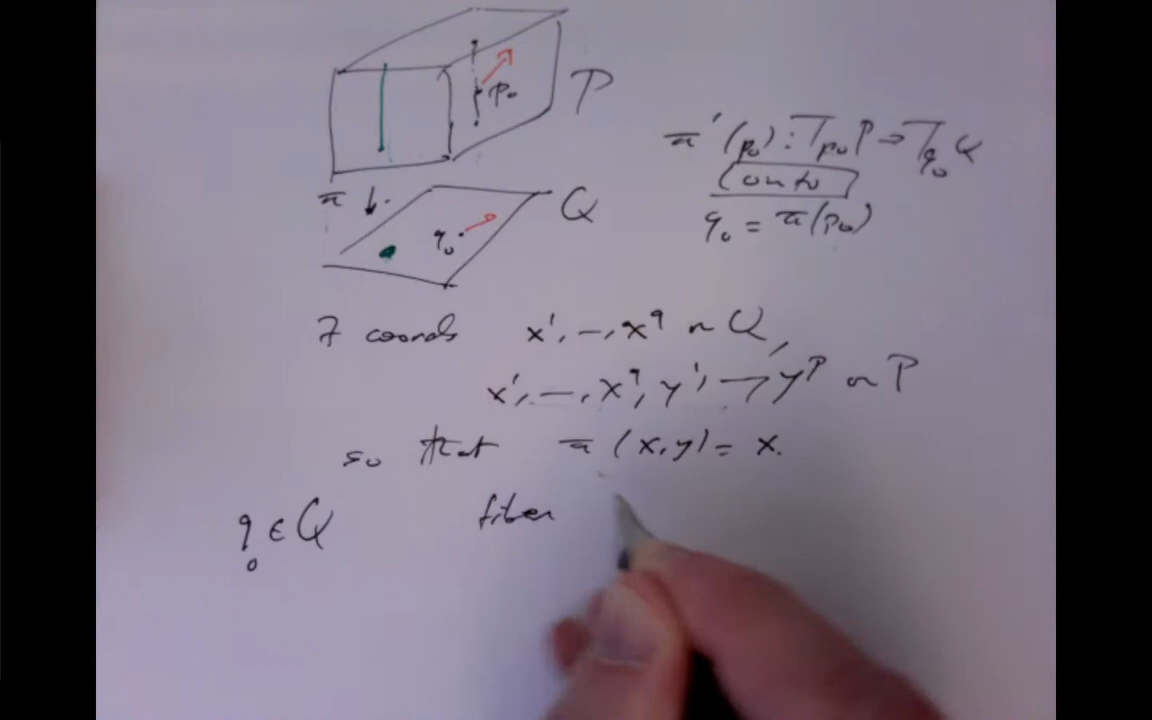 P
p₀
π ↓
Q
q₀
π'(p₀) : T_{p₀}P → T_{q₀}Q
onto
q₀ = π(p₀)
∃ coords x¹, —, x^q on Q,
x¹, —, x^q, y¹, —, y^p on P
so that π(x, y) = x.
q₀ ∈ Q fiber